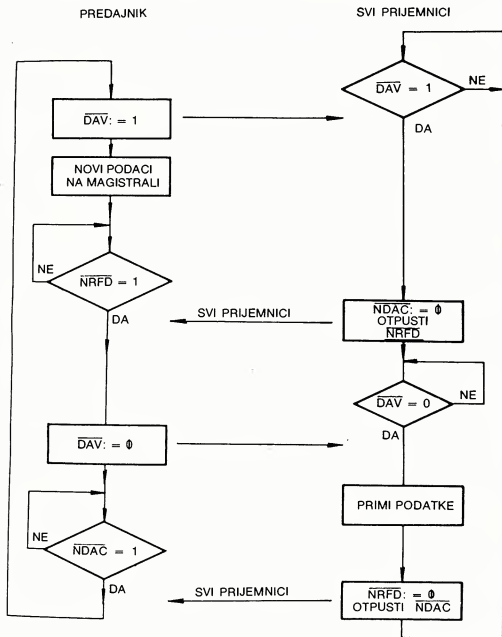 PREDAJNIK
SVI PRIJEMNICI
DAV = 1
NE
DA
DAV: = 1
NOVI PODACI
NA MAGISTRALI
NRFD = 1
NE
DA
SVI PRIJEMNICI
NDAC: = 0
OTPUSTI
NRFD
DAV = 0
NE
DA
DAV: = 0
PRIMI PODATKE
NDAC = 1
NE
DA
SVI PRIJEMNICI
NRFD: = 0
OTPUSTI NDAC